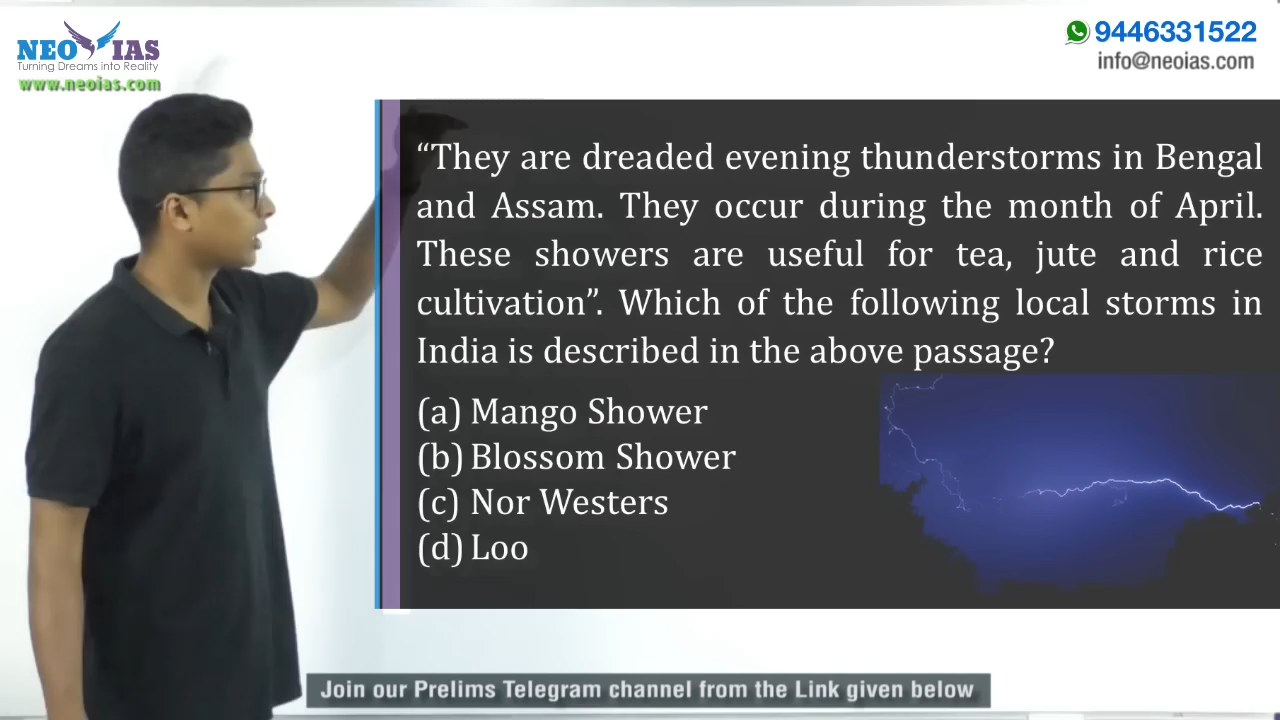 NEO IAS
Turning Dreams into Reality
www.neoias.com
9446331522
info@neoias.com
“They are dreaded evening thunderstorms in Bengal
and Assam. They occur during the month of April.
These showers are useful for tea, jute and rice
cultivation”. Which of the following local storms in
India is described in the above passage?
(a) Mango Shower
(b) Blossom Shower
(c) Nor Westers
(d) Loo
Join our Prelims Telegram channel from the Link given below